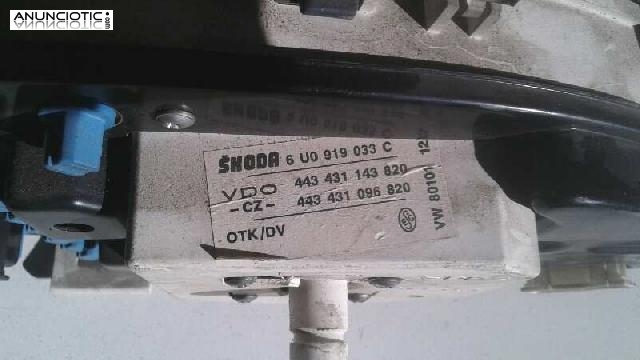 ANUNCIOTIC.com
ŠKODA 6 U0 919 033 C
VDO 443 431 143 820
-CZ- 443 431 096 820
OTK/DV
VW 80101